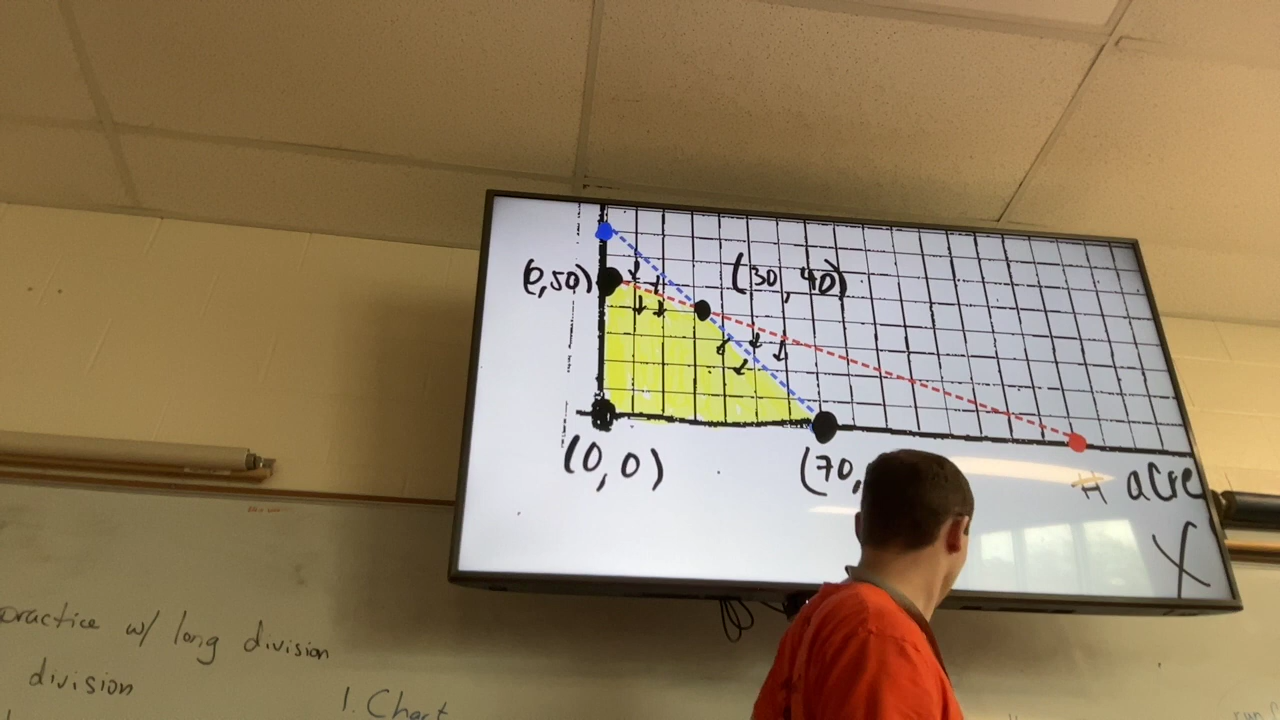 (0,50)
(30,40)
(0,0)
(70,
# acre
X
practice w/ long division
division
1. Chart